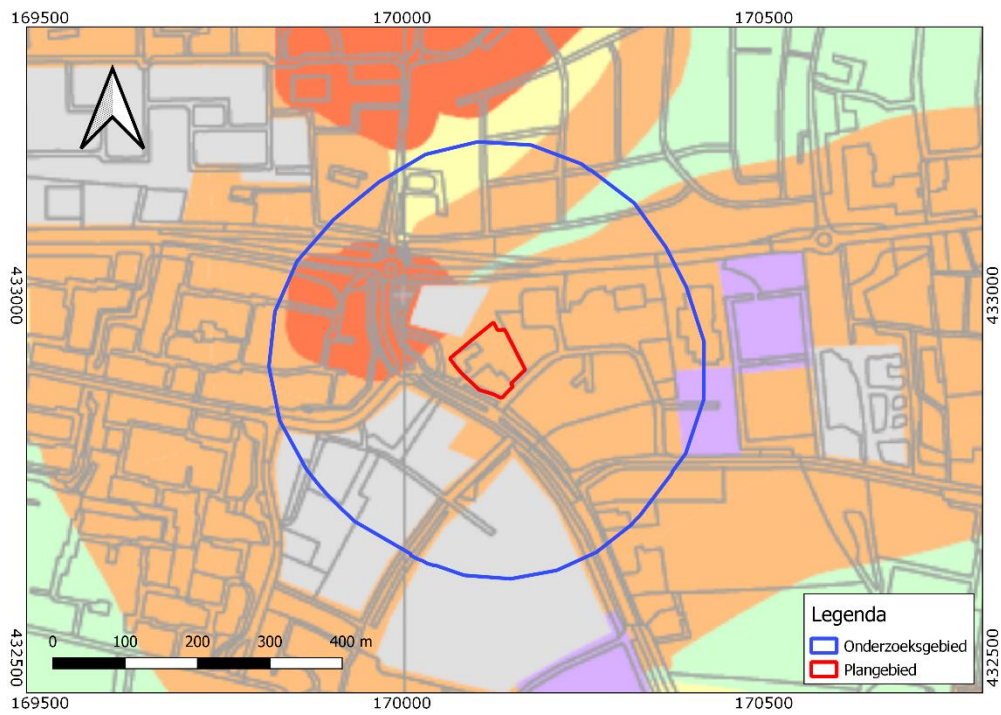 169500 170000 170500
433000 433000
0 100 200 300 400 m
Legenda
Onderzoeksgebied
Plangebied
432500 432500
169500 170000 170500